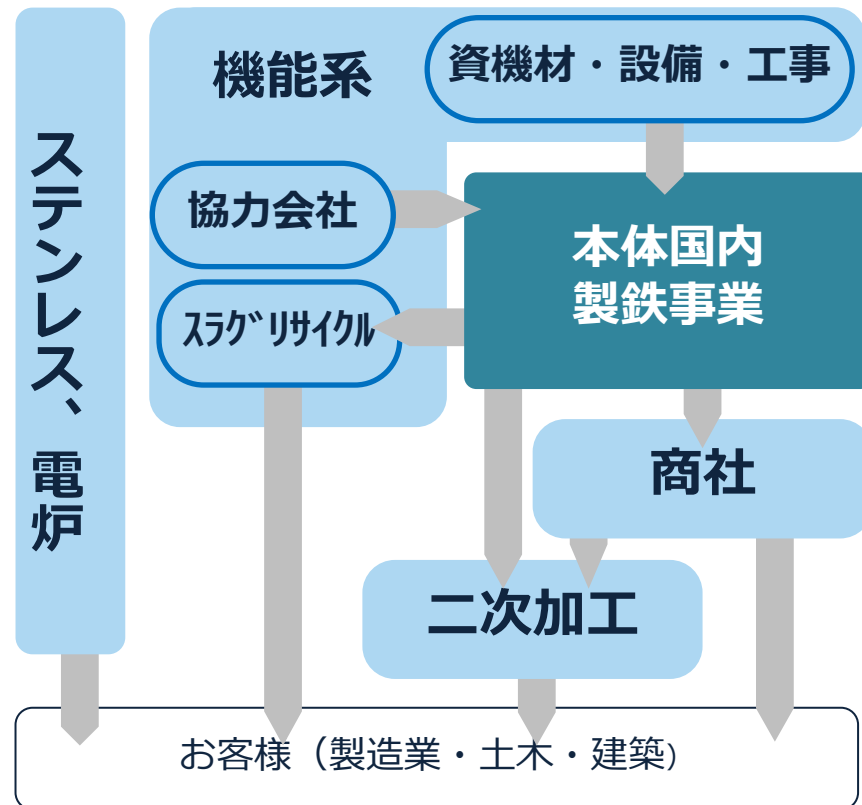 機能系
資機材・設備・工事
ステンレス、電炉
協力会社
本体国内
製鉄事業
ｽﾗｸﾞﾘｻｲｸﾙ
商社
二次加工
お客様（製造業・土木・建築)